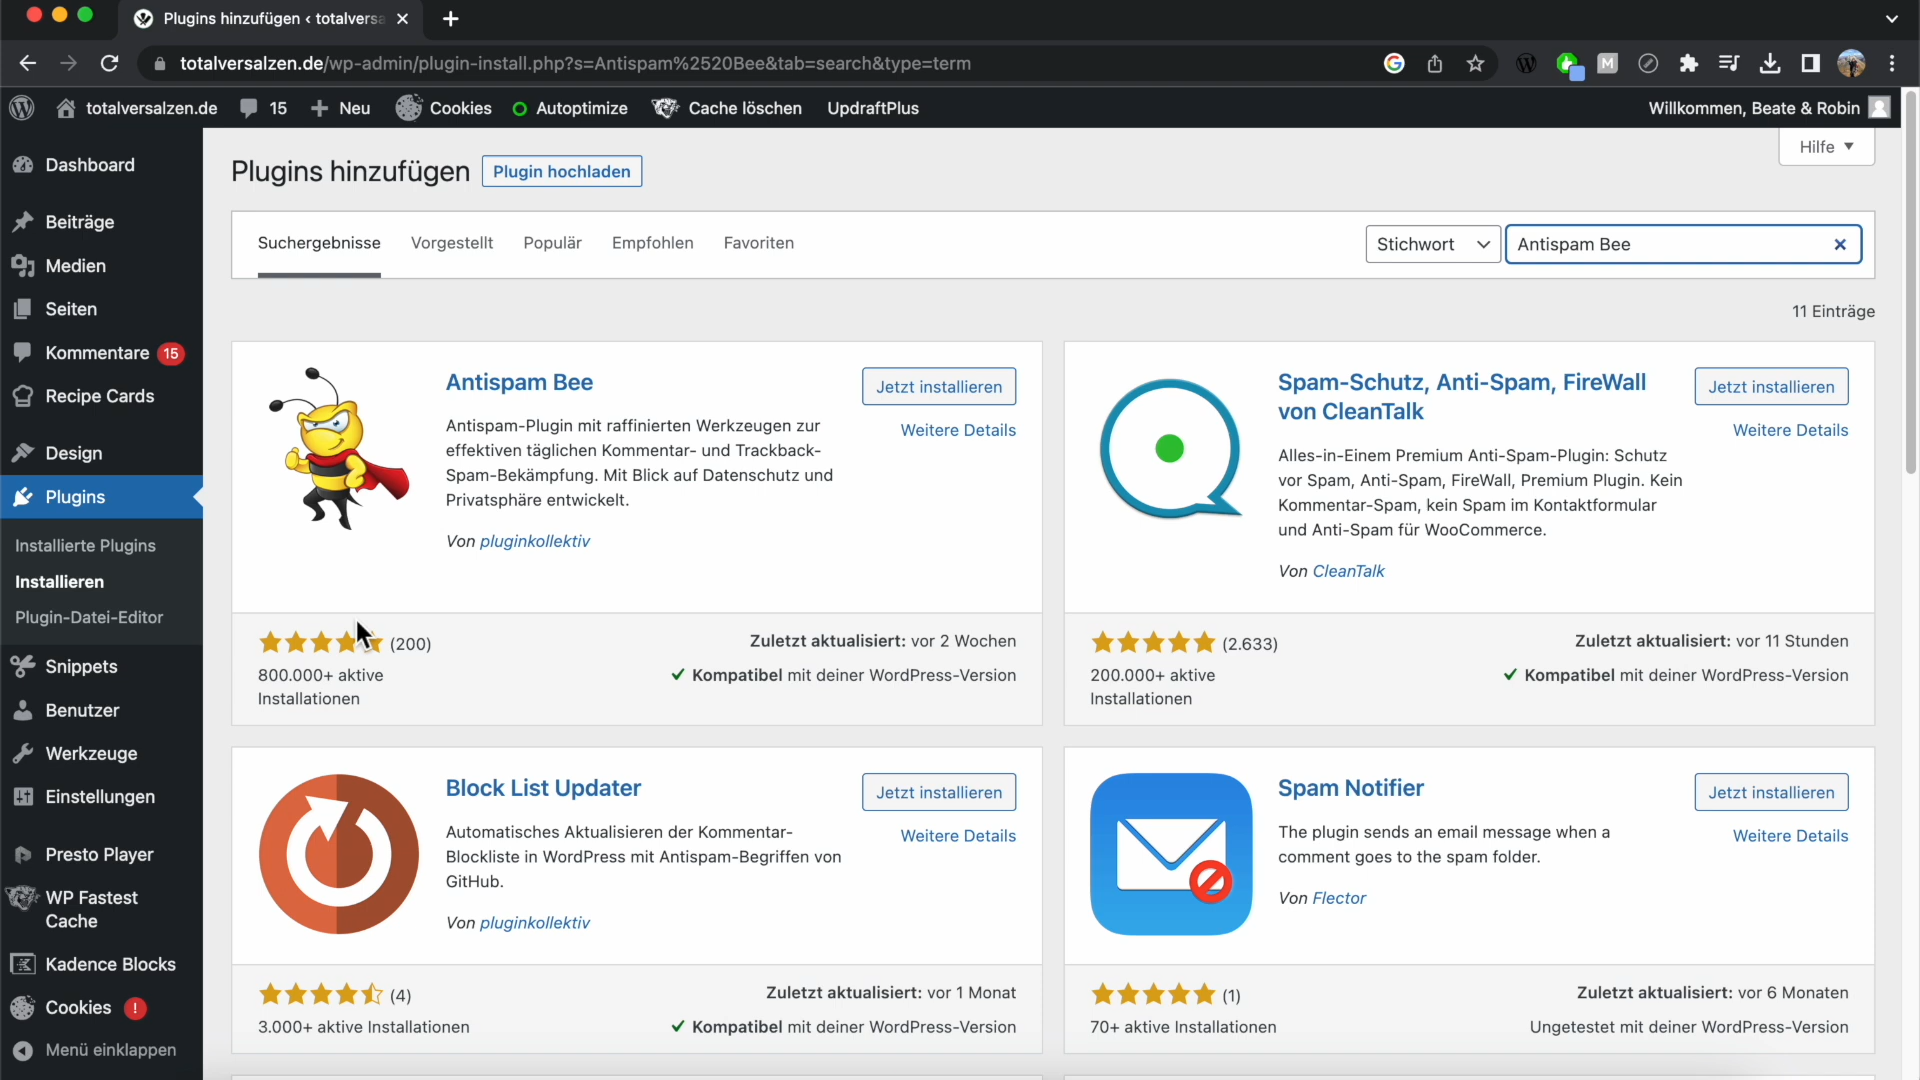 Plugins hinzufügen ‹ totalversa
totalversalzen.de/wp-admin/plugin-install.php?s=Antispam%2520Bee&tab=search&type=term
totalversalzen.de 15 Neu Cookies Autoptimize Cache löschen UpdraftPlus Willkommen, Beate & Robin
Hilfe
Dashboard
Beiträge
Medien
Seiten
Kommentare 15
Recipe Cards
Design
Plugins
Installierte Plugins
Installieren
Plugin-Datei-Editor
Snippets
Benutzer
Werkzeuge
Einstellungen
Presto Player
WP Fastest
Cache
Kadence Blocks
Cookies !
Menü einklappen
Plugins hinzufügen Plugin hochladen
Suchergebnisse Vorgestellt Populär Empfohlen Favoriten Stichwort Antispam Bee
11 Einträge
Antispam Bee
Jetzt installieren
Weitere Details
Antispam-Plugin mit raffinierten Werkzeugen zur
effektiven täglichen Kommentar- und Trackback-
Spam-Bekämpfung. Mit Blick auf Datenschutz und
Privatsphäre entwickelt.
Von pluginkollektiv
(200)
800.000+ aktive
Installationen
Zuletzt aktualisiert: vor 2 Wochen
Kompatibel mit deiner WordPress-Version
Spam-Schutz, Anti-Spam, FireWall
von CleanTalk
Jetzt installieren
Weitere Details
Alles-in-Einem Premium Anti-Spam-Plugin: Schutz
vor Spam, Anti-Spam, FireWall, Premium Plugin. Kein
Kommentar-Spam, kein Spam im Kontaktformular
und Anti-Spam für WooCommerce.
Von CleanTalk
(2.633)
200.000+ aktive
Installationen
Zuletzt aktualisiert: vor 11 Stunden
Kompatibel mit deiner WordPress-Version
Block List Updater
Jetzt installieren
Weitere Details
Automatisches Aktualisieren der Kommentar-
Blockliste in WordPress mit Antispam-Begriffen von
GitHub.
Von pluginkollektiv
(4)
3.000+ aktive Installationen
Zuletzt aktualisiert: vor 1 Monat
Kompatibel mit deiner WordPress-Version
Spam Notifier
Jetzt installieren
Weitere Details
The plugin sends an email message when a
comment goes to the spam folder.
Von Flector
(1)
70+ aktive Installationen
Zuletzt aktualisiert: vor 6 Monaten
Ungetestet mit deiner WordPress-Version